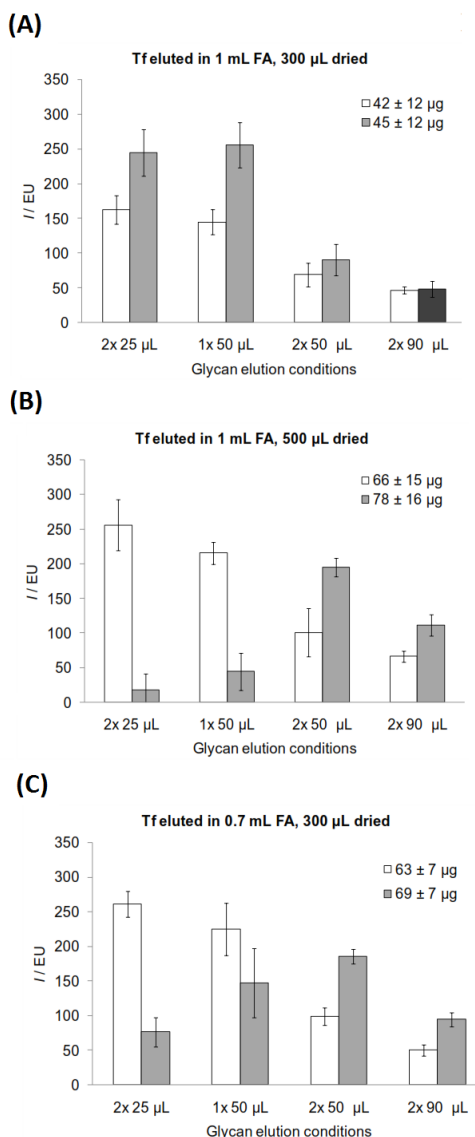 (A)
Tf eluted in 1 mL FA, 300 µL dried
350
300
250
200
150
100
50
0
I / EU
42 ± 12 µg
45 ± 12 µg
2x 25 µL 1x 50 µL 2x 50 µL 2x 90 µL
Glycan elution conditions
(B)
Tf eluted in 1 mL FA, 500 µL dried
350
300
250
200
150
100
50
0
I / EU
66 ± 15 µg
78 ± 16 µg
2x 25 µL 1x 50 µL 2x 50 µL 2x 90 µL
Glycan elution conditions
(C)
Tf eluted in 0.7 mL FA, 300 µL dried
350
300
250
200
150
100
50
0
I / EU
63 ± 7 µg
69 ± 7 µg
2x 25 µL 1x 50 µL 2x 50 µL 2x 90 µL
Glycan elution conditions